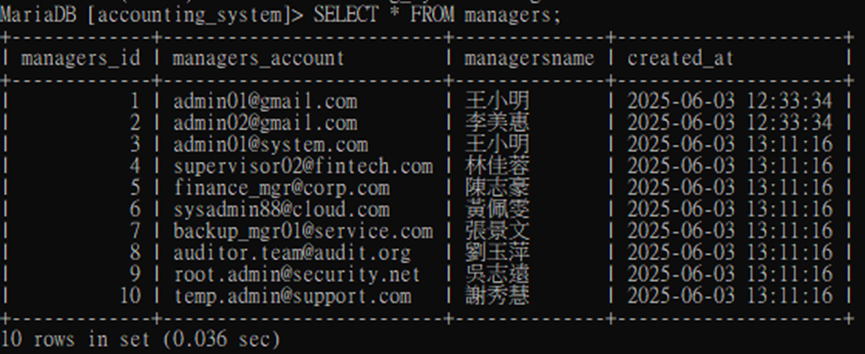 MariaDB [accounting_system]> SELECT * FROM managers;
+-------------+---------------------------+--------------+---------------------+
| managers_id | managers_account | managersname | created_at |
+-------------+---------------------------+--------------+---------------------+
| 1 | admin01@gmail.com | 王小明 | 2025-06-03 12:33:34 |
| 2 | admin02@gmail.com | 李美惠 | 2025-06-03 12:33:34 |
| 3 | admin01@system.com | 王小明 | 2025-06-03 13:11:16 |
| 4 | supervisor02@fintech.com | 林佳蓉 | 2025-06-03 13:11:16 |
| 5 | finance_mgr@corp.com | 陳志豪 | 2025-06-03 13:11:16 |
| 6 | sysadmin88@cloud.com | 黃佩雯 | 2025-06-03 13:11:16 |
| 7 | backup_mgr01@service.com | 張景文 | 2025-06-03 13:11:16 |
| 8 | auditor.team@audit.org | 劉玉萍 | 2025-06-03 13:11:16 |
| 9 | root.admin@security.net | 吳志遠 | 2025-06-03 13:11:16 |
| 10 | temp.admin@support.com | 謝秀慧 | 2025-06-03 13:11:16 |
+-------------+---------------------------+--------------+---------------------+
10 rows in set (0.036 sec)